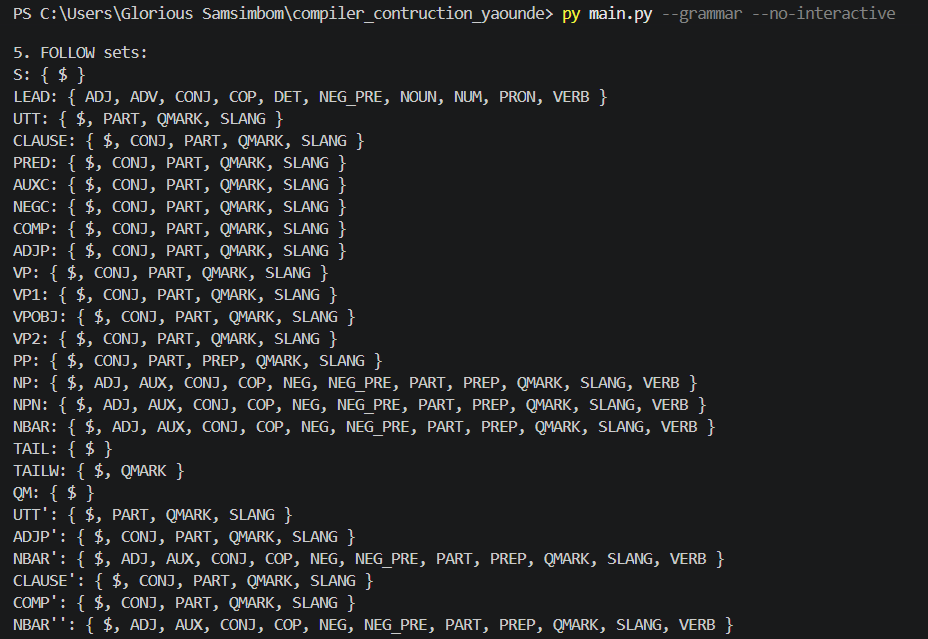 PS C:\Users\Glorious Samsimbom\compiler_contruction_yaounde> py main.py --grammar --no-interactive
5. FOLLOW sets:
S: { $ }
LEAD: { ADJ, ADV, CONJ, COP, DET, NEG_PRE, NOUN, NUM, PRON, VERB }
UTT: { $, PART, QMARK, SLANG }
CLAUSE: { $, CONJ, PART, QMARK, SLANG }
PRED: { $, CONJ, PART, QMARK, SLANG }
AUXC: { $, CONJ, PART, QMARK, SLANG }
NEGC: { $, CONJ, PART, QMARK, SLANG }
COMP: { $, CONJ, PART, QMARK, SLANG }
ADJP: { $, CONJ, PART, QMARK, SLANG }
VP: { $, CONJ, PART, QMARK, SLANG }
VP1: { $, CONJ, PART, QMARK, SLANG }
VPOBJ: { $, CONJ, PART, QMARK, SLANG }
VP2: { $, CONJ, PART, QMARK, SLANG }
PP: { $, CONJ, PART, PREP, QMARK, SLANG }
NP: { $, ADJ, AUX, CONJ, COP, NEG, NEG_PRE, PART, PREP, QMARK, SLANG, VERB }
NPN: { $, ADJ, AUX, CONJ, COP, NEG, NEG_PRE, PART, PREP, QMARK, SLANG, VERB }
NBAR: { $, ADJ, AUX, CONJ, COP, NEG, NEG_PRE, PART, PREP, QMARK, SLANG, VERB }
TAIL: { $ }
TAILW: { $, QMARK }
QM: { $ }
UTT': { $, PART, QMARK, SLANG }
ADJP': { $, CONJ, PART, QMARK, SLANG }
NBAR': { $, ADJ, AUX, CONJ, COP, NEG, NEG_PRE, PART, PREP, QMARK, SLANG, VERB }
CLAUSE': { $, CONJ, PART, QMARK, SLANG }
COMP': { $, CONJ, PART, QMARK, SLANG }
NBAR'': { $, ADJ, AUX, CONJ, COP, NEG, NEG_PRE, PART, PREP, QMARK, SLANG, VERB }